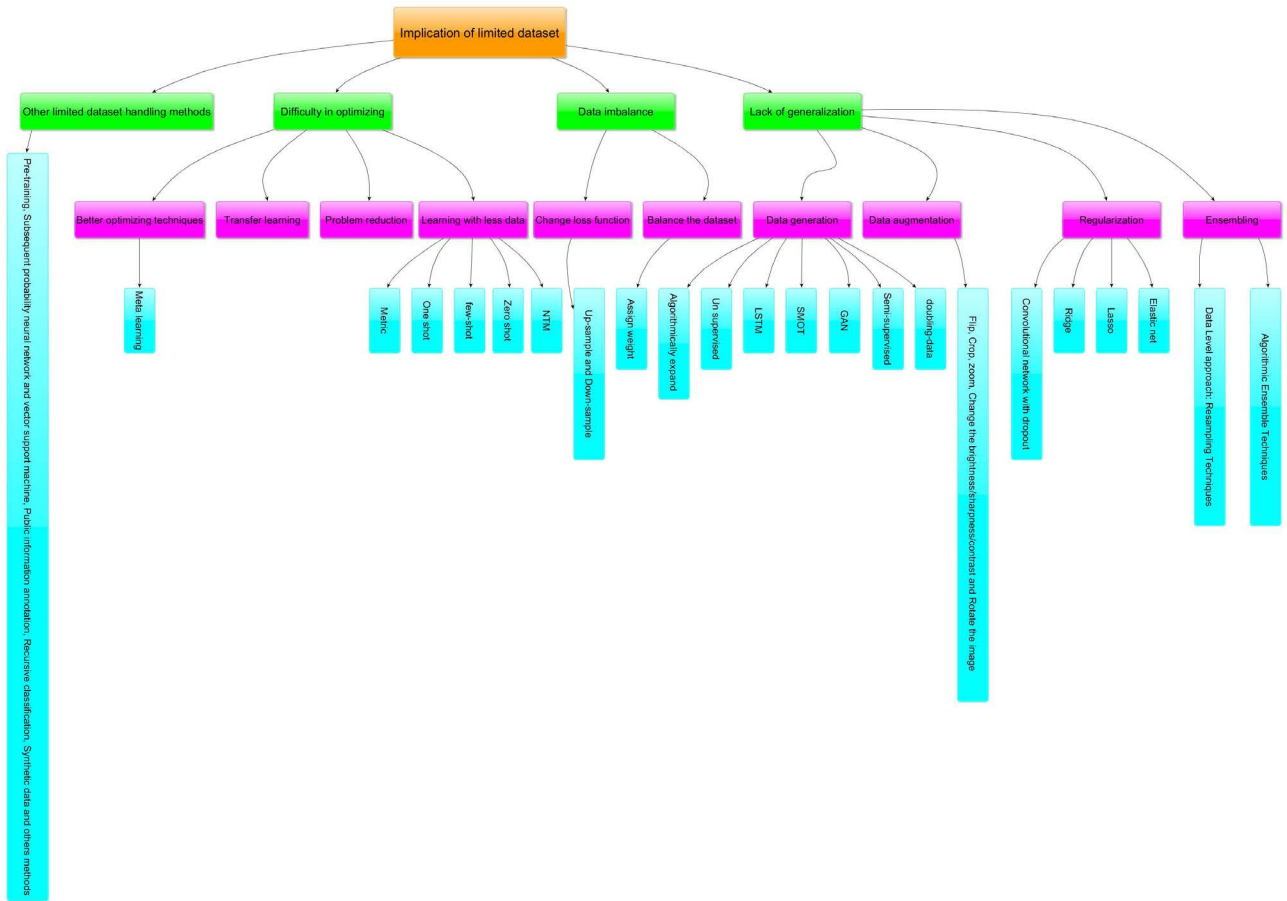 Implication of limited dataset
Other limited dataset handling methods
Difficulty in optimizing
Data imbalance
Lack of generalization
Better optimizing techniques
Transfer learning
Problem reduction
Learning with less data
Change loss function
Balance the dataset
Data generation
Data augmentation
Regularization
Ensembling
Pre-training, Subsequent probability neural network and vector support machine, Public information annotation, Recursive classification, Synthetic data and others methods
Meta learning
Metric
One shot
few-shot
Zero shot
NTM
Up-sample and Down-sample
Assign weight
Algorithmically expand
Un supervised
LSTM
SMOT
GAN
Semi-supervised
doubling-data
Flip, Crop, zoom, Change the brightness/sharpness/contrast and Rotate the image
Convolutional network with dropout
Ridge
Lasso
Elastic net
Data Level approach: Resampling Techniques
Algorithmic Ensemble Techniques